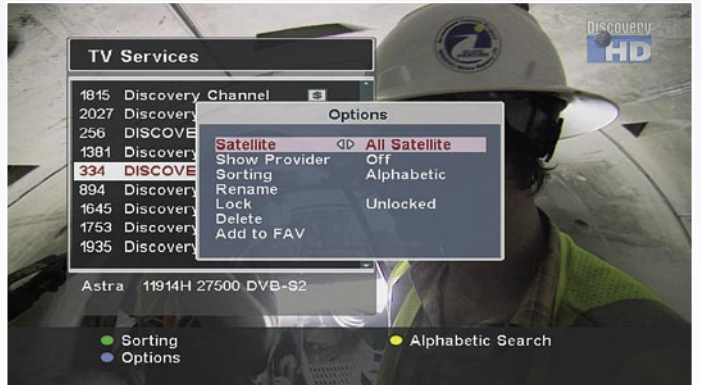 Discovery
HD
TV Services
1815 Discovery Channel $
2027 Discovery
256 DISCOVE
1381 Discovery
334 DISCOVE
894 Discovery
1645 Discovery
1753 Discovery
1935 Discovery
Options
Satellite All Satellite
Show Provider Off
Sorting Alphabetic
Rename
Lock Unlocked
Delete
Add to FAV
Astra 11914H 27500 DVB-S2
Sorting
Alphabetic Search
Options